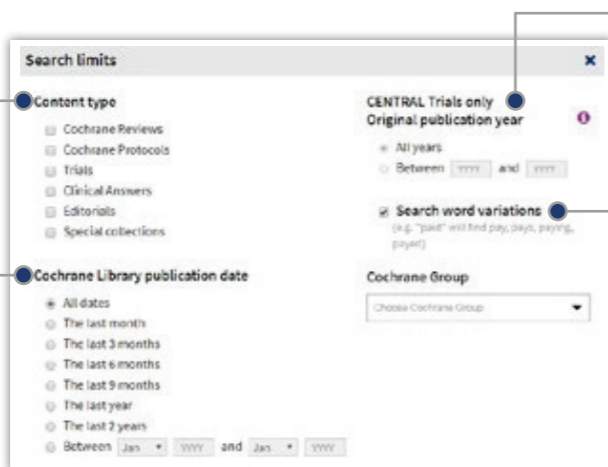 Search limits
Content type
Cochrane Reviews
Cochrane Protocols
Trials
Clinical Answers
Editorials
Special collections
Cochrane Library publication date
All dates
The last month
The last 3 months
The last 6 months
The last 9 months
The last year
The last 2 years
Between Jan YYYY and Jan YYYY
CENTRAL Trials only
Original publication year
All years
Between YYYY and YYYY
Search word variations
(e.g. "paid" will find pay, pays, paying,
payed)
Cochrane Group
Choose Cochrane Group